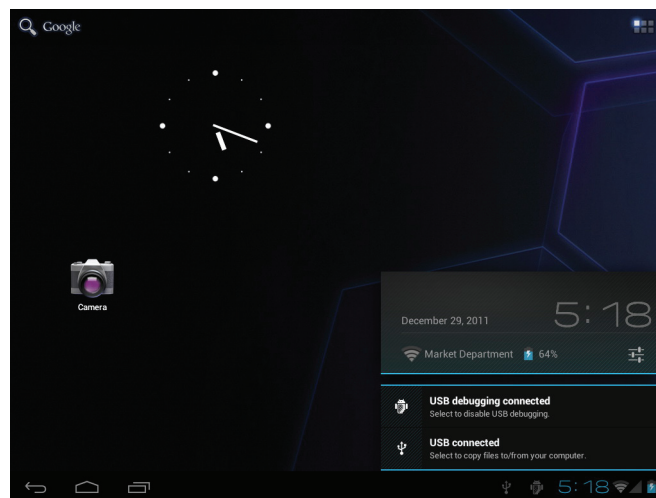 Google
Camera
December 29, 2011
5:18
Market Department
64%
USB debugging connected
Select to disable USB debugging.
USB connected
Select to copy files to/from your computer.
5:18